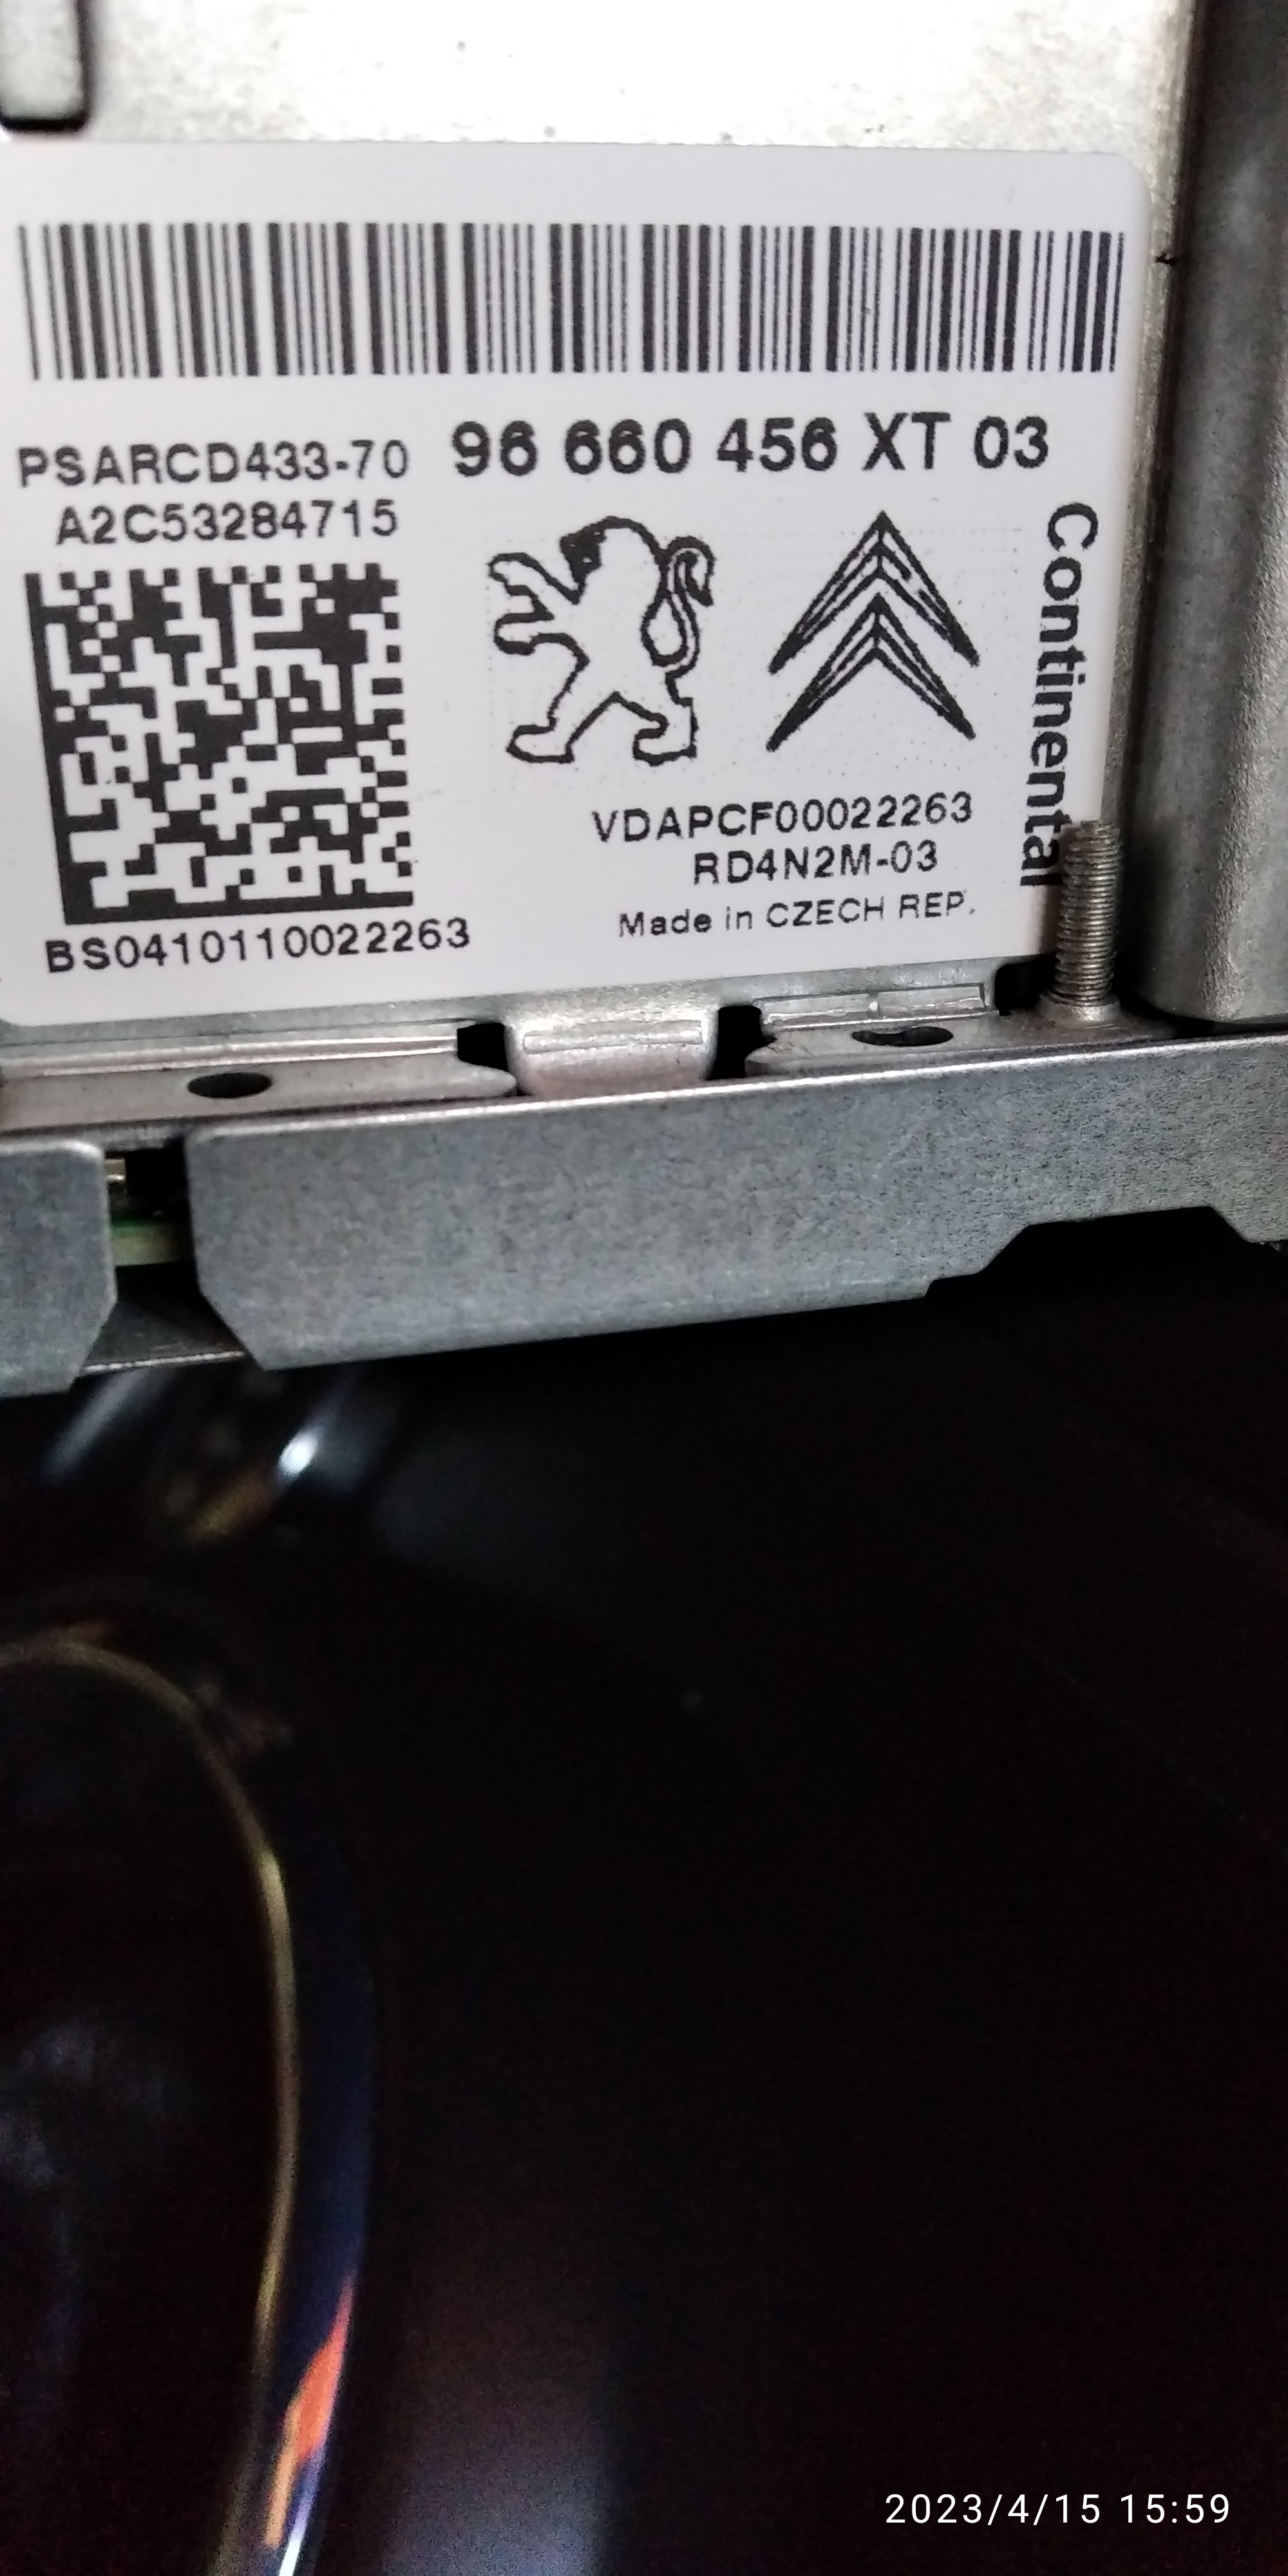 PSARCD433-70 96 660 456 XT 03
A2C53284715
Continental
VDAPCF00022263
RD4N2M-03
Made in CZECH REP.
BS0410110022263
2023/4/15 15:59